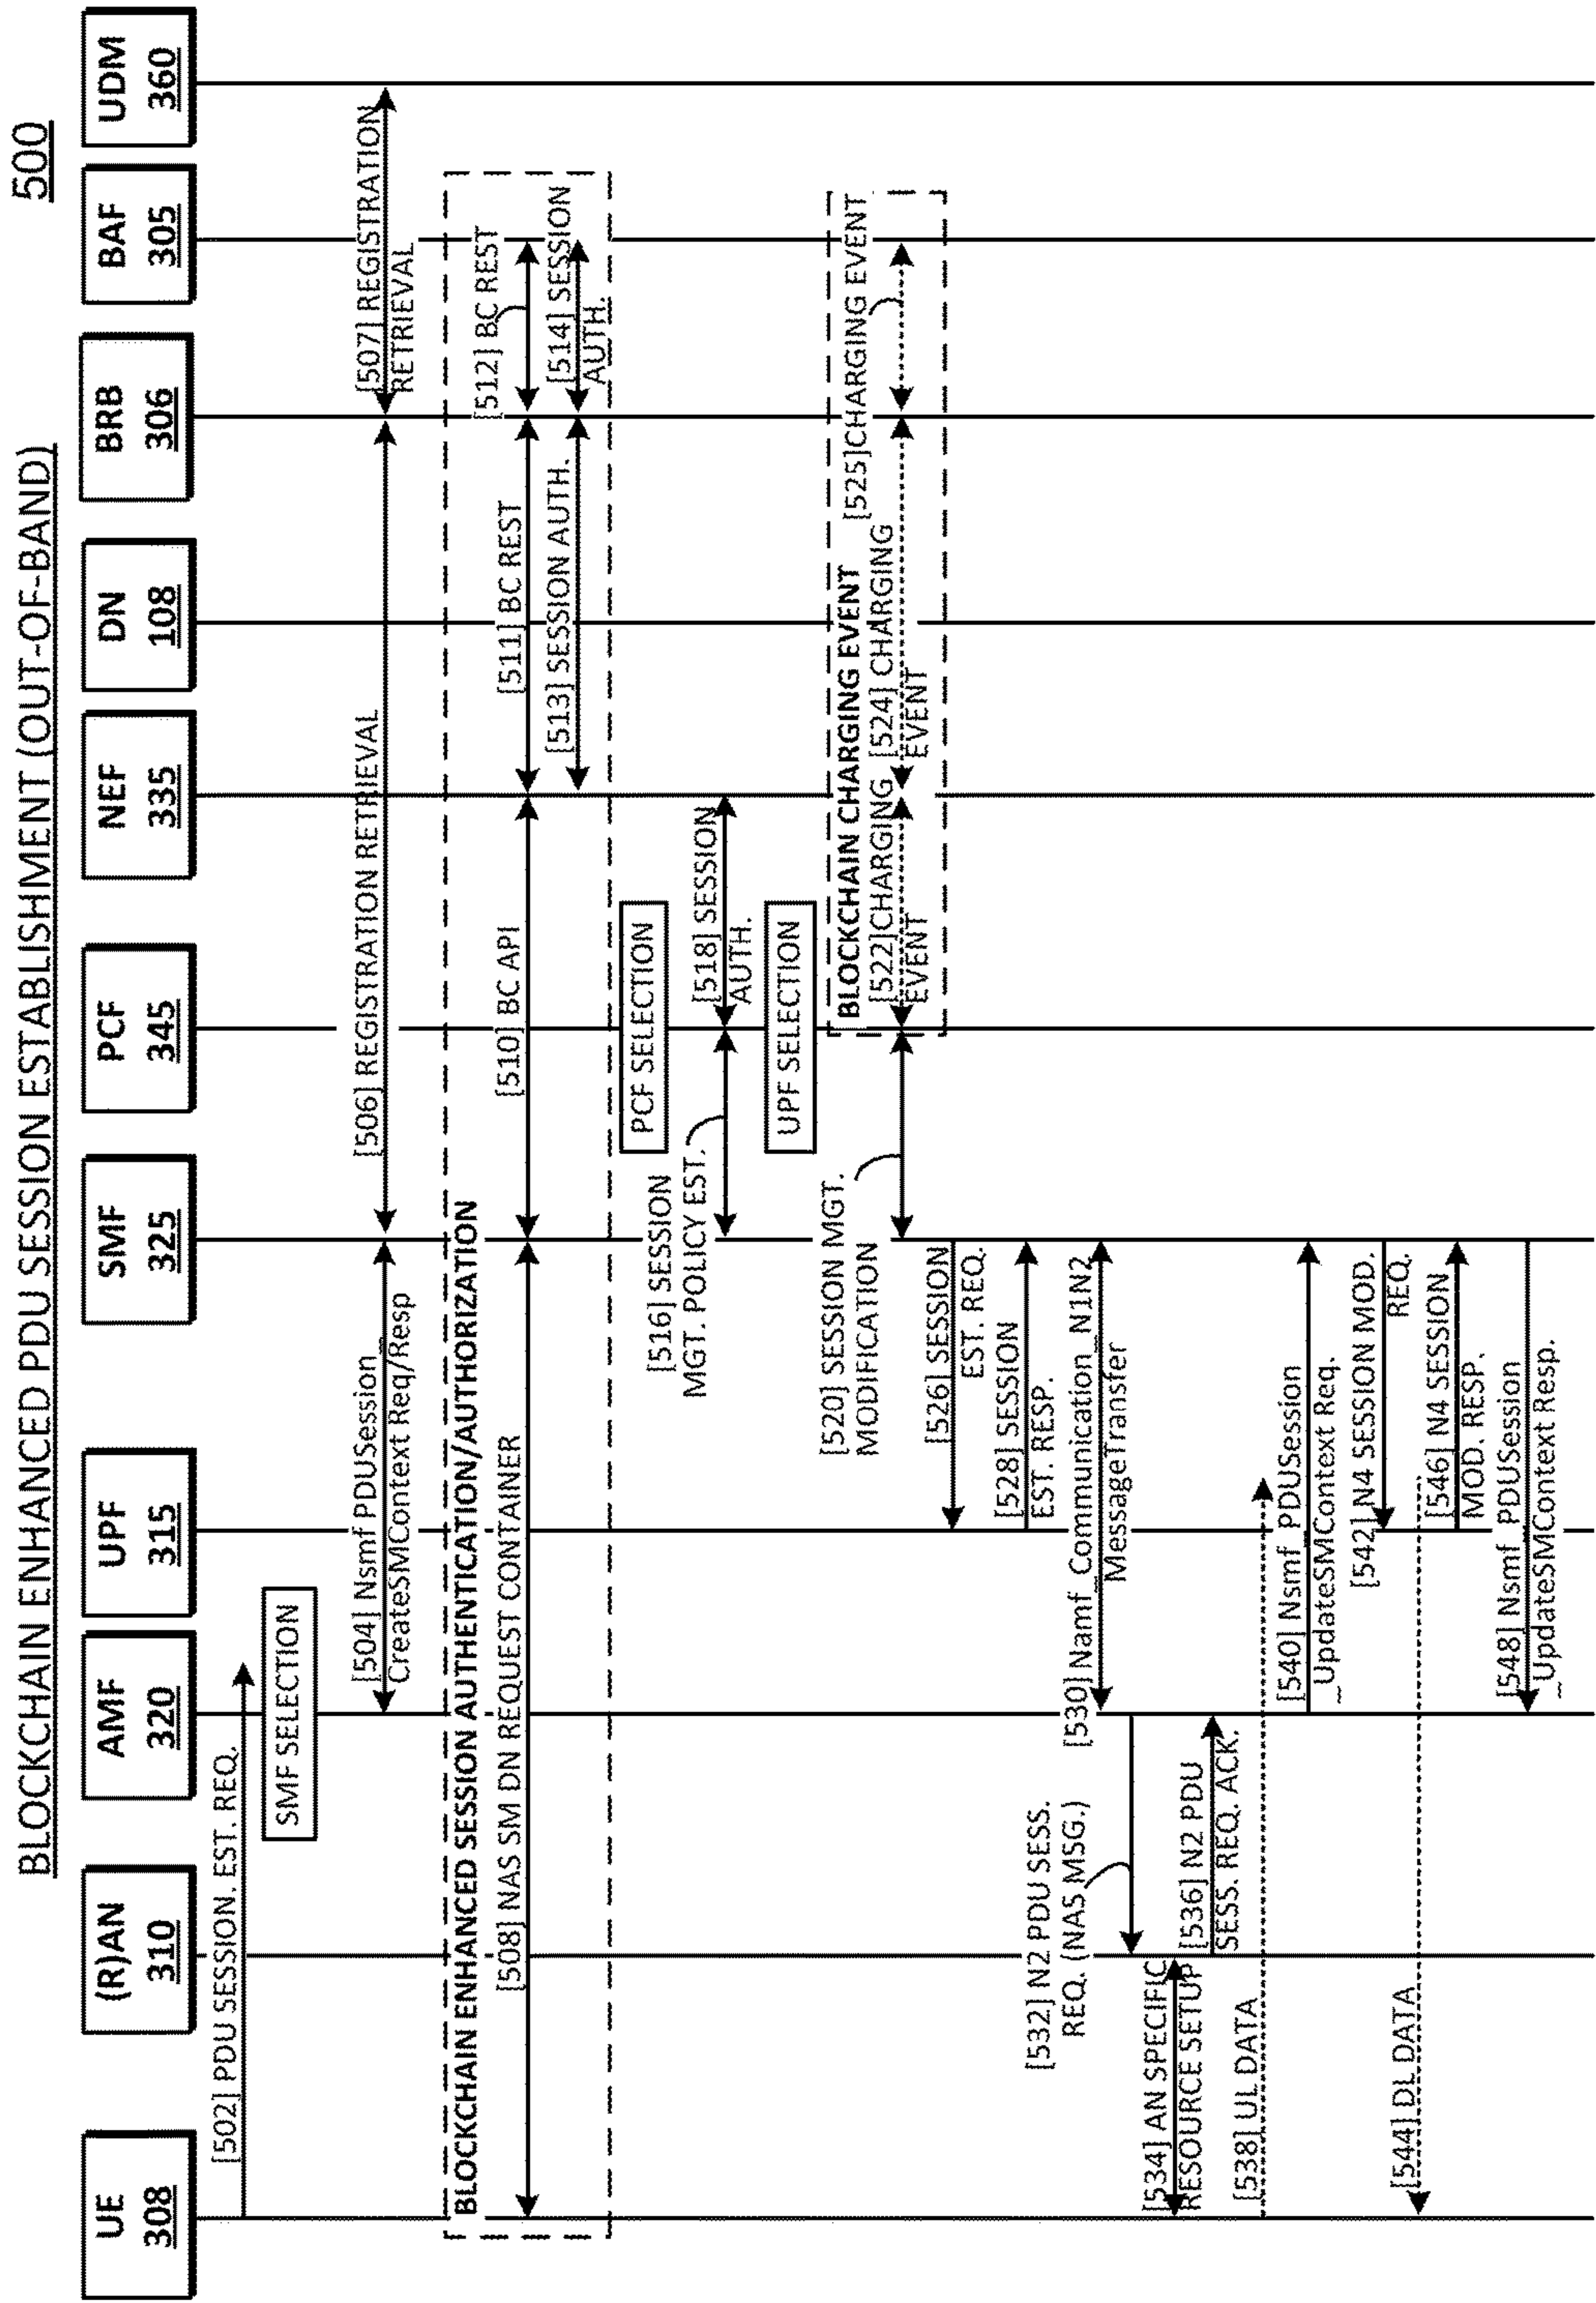 BLOCKCHAIN ENHANCED PDU SESSION ESTABLISHMENT (OUT-OF-BAND)
500
UE
308
(R)AN
310
AMF
320
UPF
315
SMF
325
PCF
345
NEF
335
DN
108
BRB
306
BAF
305
UDM
360
[502] PDU SESSION. EST. REQ.
SMF SELECTION
[504] Nsmf PDUSession_
CreateSMContext Req/Resp
[506] REGISTRATION RETRIEVAL
[507] REGISTRATION
RETRIEVAL
BLOCKCHAIN ENHANCED SESSION AUTHENTICATION/AUTHORIZATION
[508] NAS SM DN REQUEST CONTAINER
[510] BC API
[511] BC REST
[512] BC REST
[513] SESSION AUTH.
[514] SESSION
AUTH.
PCF SELECTION
[516] SESSION
MGT. POLICY EST.
[518] SESSION
AUTH.
UPF SELECTION
BLOCKCHAIN CHARGING EVENT
[520] SESSION MGT.
MODIFICATION
[522]CHARGING
EVENT
[524] CHARGING
EVENT
[525]CHARGING EVENT
[526] SESSION
EST. REQ.
[528] SESSION
EST. RESP.
[530]Namf_Communication_N1N2
MessageTransfer
[532] N2 PDU SESS.
REQ. (NAS MSG.)
[534] AN SPECIFIC
RESOURCE SETUP
[536] N2 PDU
SESS. REQ. ACK.
[538] UL DATA
[540] Nsmf_PDUSession
_UpdateSMContext Req.
[542] N4 SESSION MOD.
REQ.
[544] DL DATA
[546] N4 SESSION
MOD. RESP.
[548] Nsmf_PDUSession
_UpdateSMContext Resp.